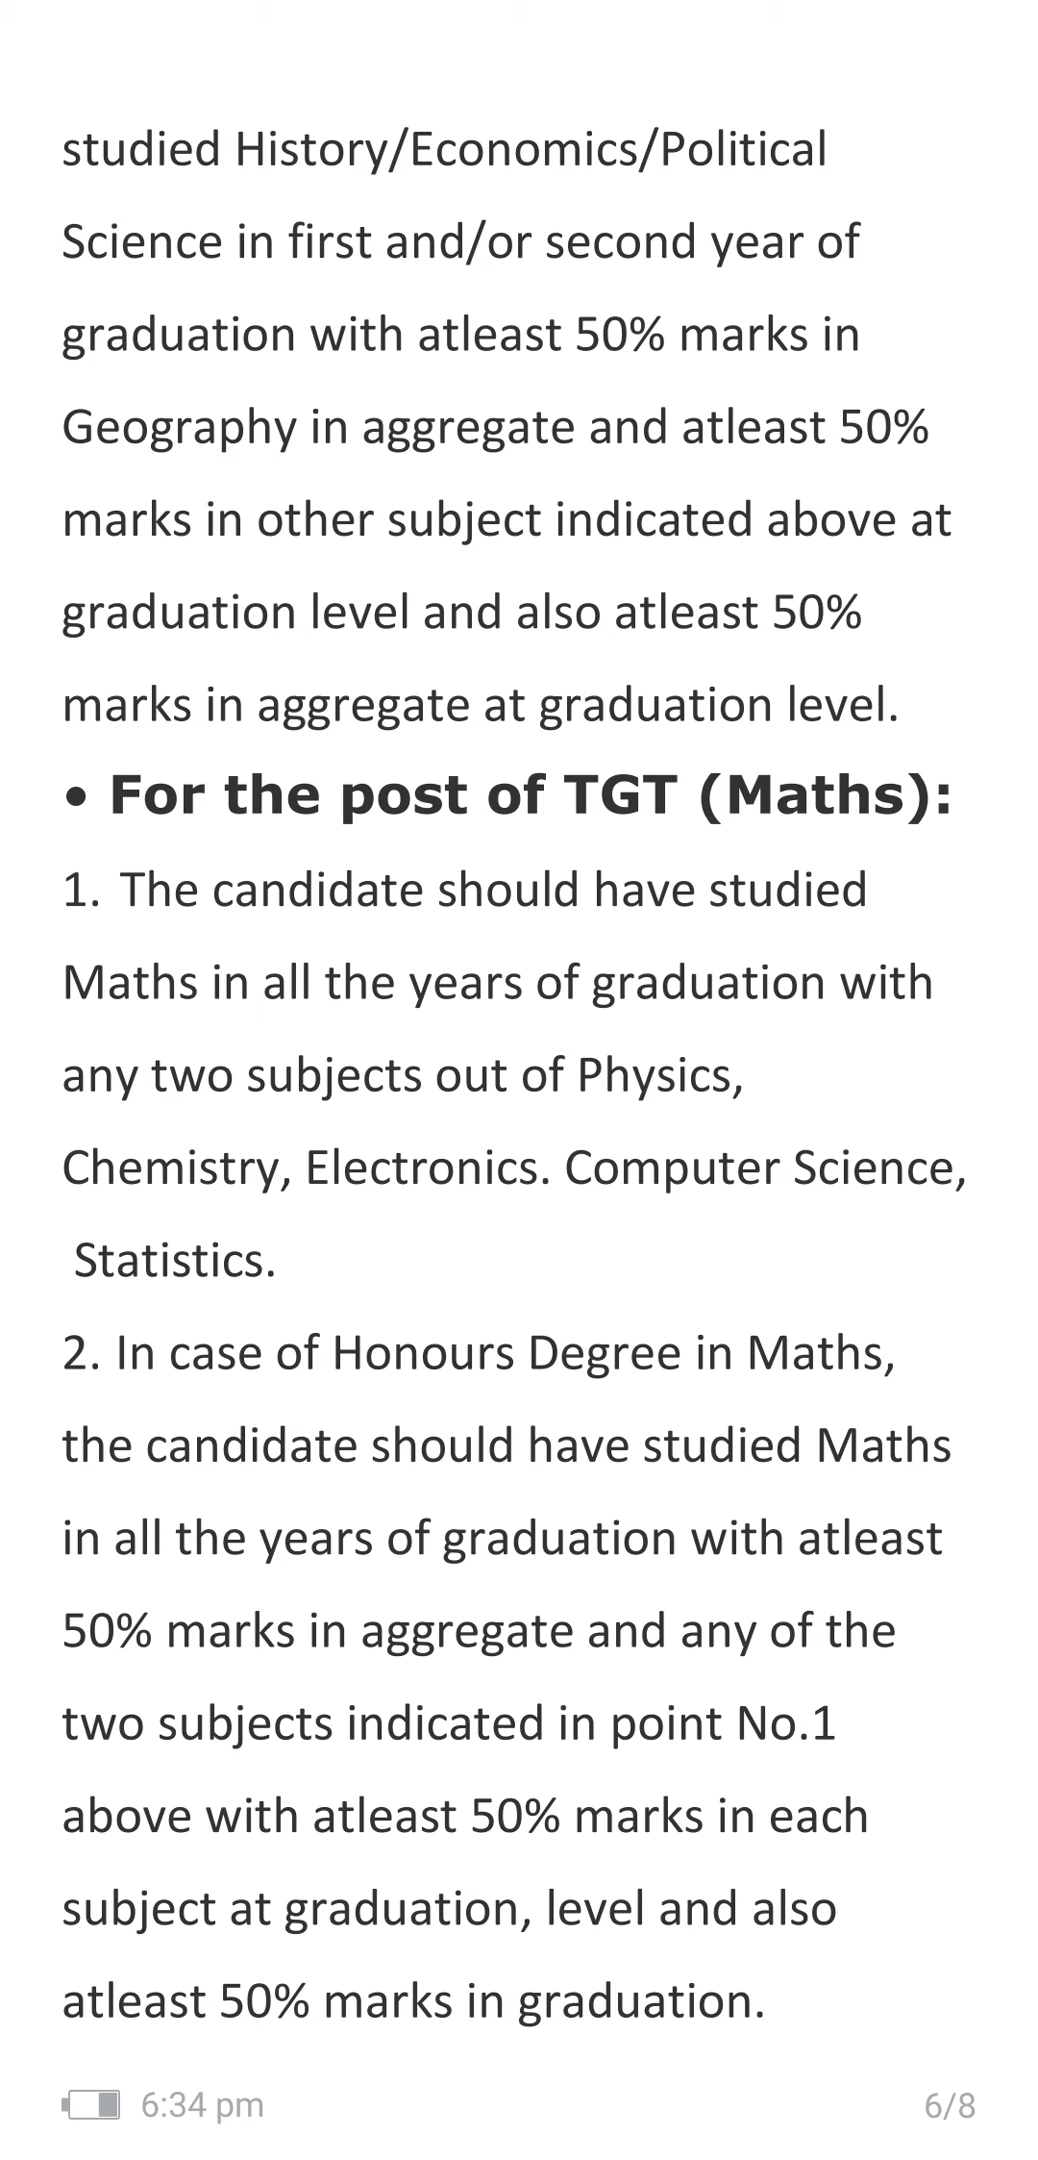 studied History/Economics/Political
Science in first and/or second year of
graduation with atleast 50% marks in
Geography in aggregate and atleast 50%
marks in other subject indicated above at
graduation level and also atleast 50%
marks in aggregate at graduation level.
• For the post of TGT (Maths):
1. The candidate should have studied
Maths in all the years of graduation with
any two subjects out of Physics,
Chemistry, Electronics. Computer Science,
Statistics.
2. In case of Honours Degree in Maths,
the candidate should have studied Maths
in all the years of graduation with atleast
50% marks in aggregate and any of the
two subjects indicated in point No.1
above with atleast 50% marks in each
subject at graduation, level and also
atleast 50% marks in graduation.
6:34 pm 6/8